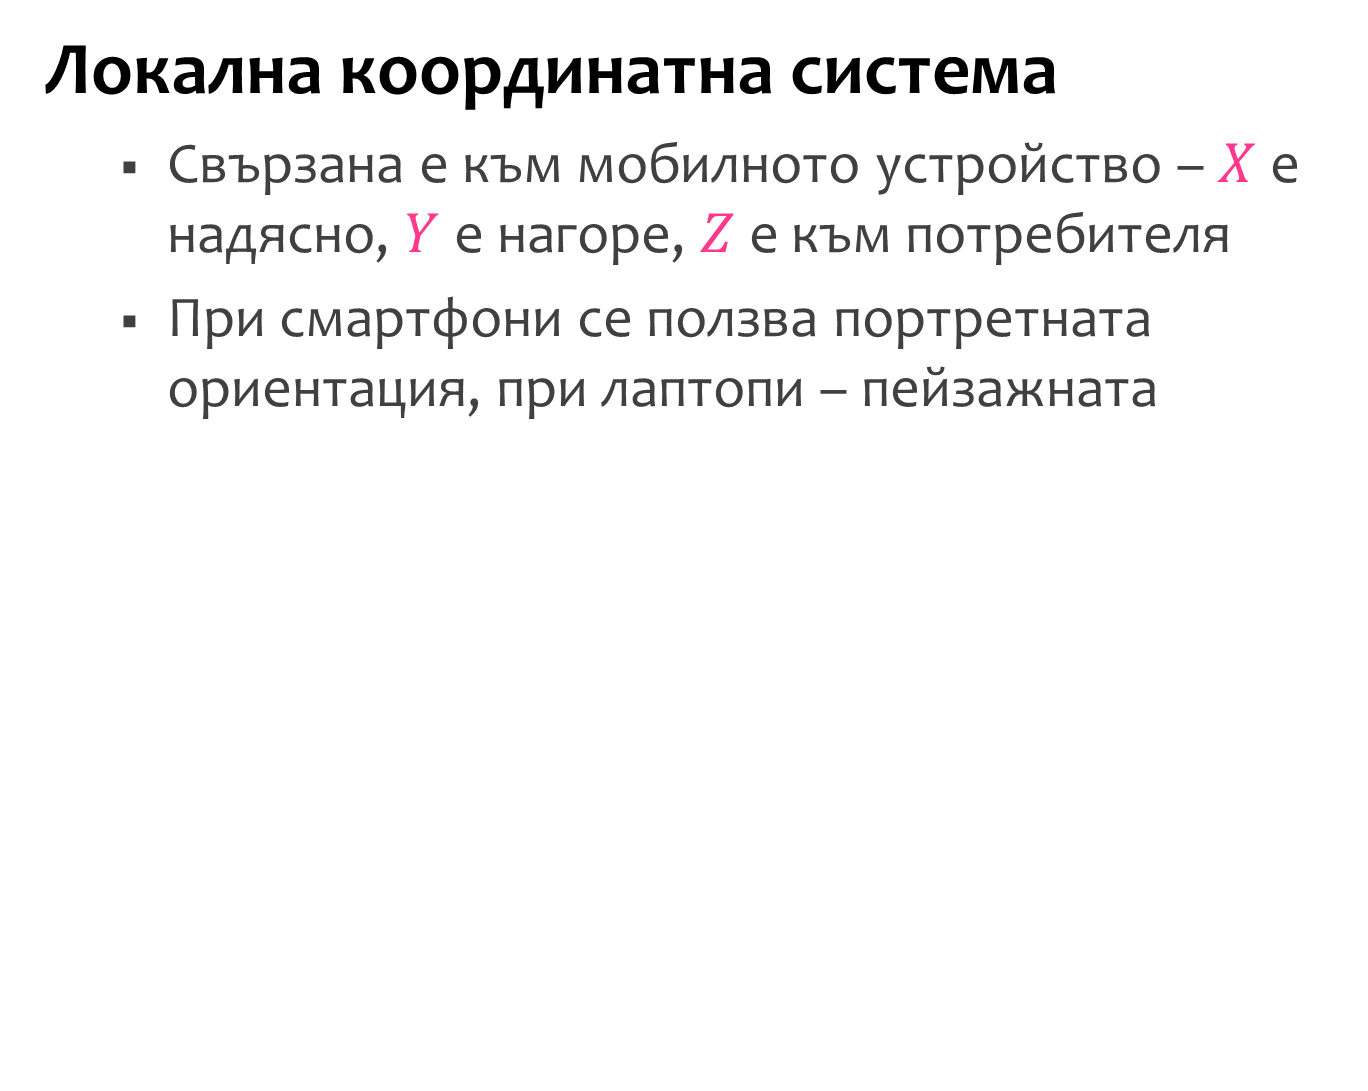 Локална координатна система
▪ Свързана е към мобилното устройство – X е
надясно, Y е нагоре, Z е към потребителя
▪ При смартфони се ползва портретната
ориентация, при лаптопи – пейзажната